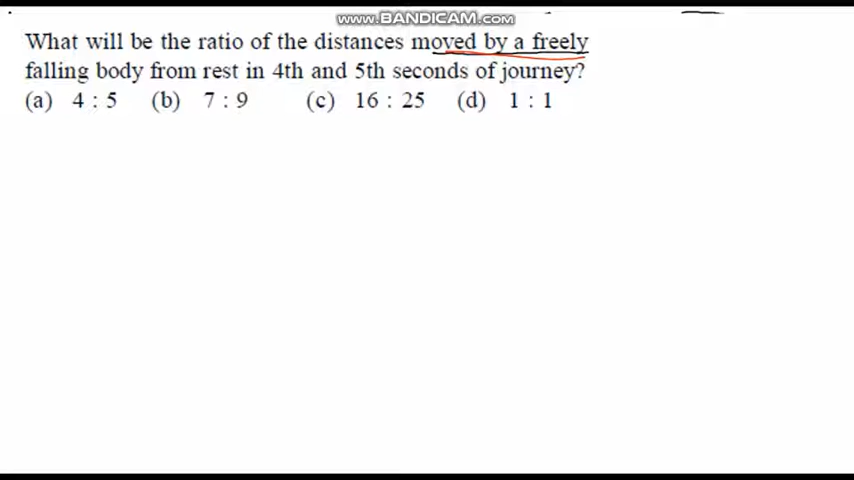 www.BANDICAM.com
What will be the ratio of the distances moved by a freely
falling body from rest in 4th and 5th seconds of journey?
(a) 4 : 5 (b) 7 : 9 (c) 16 : 25 (d) 1 : 1